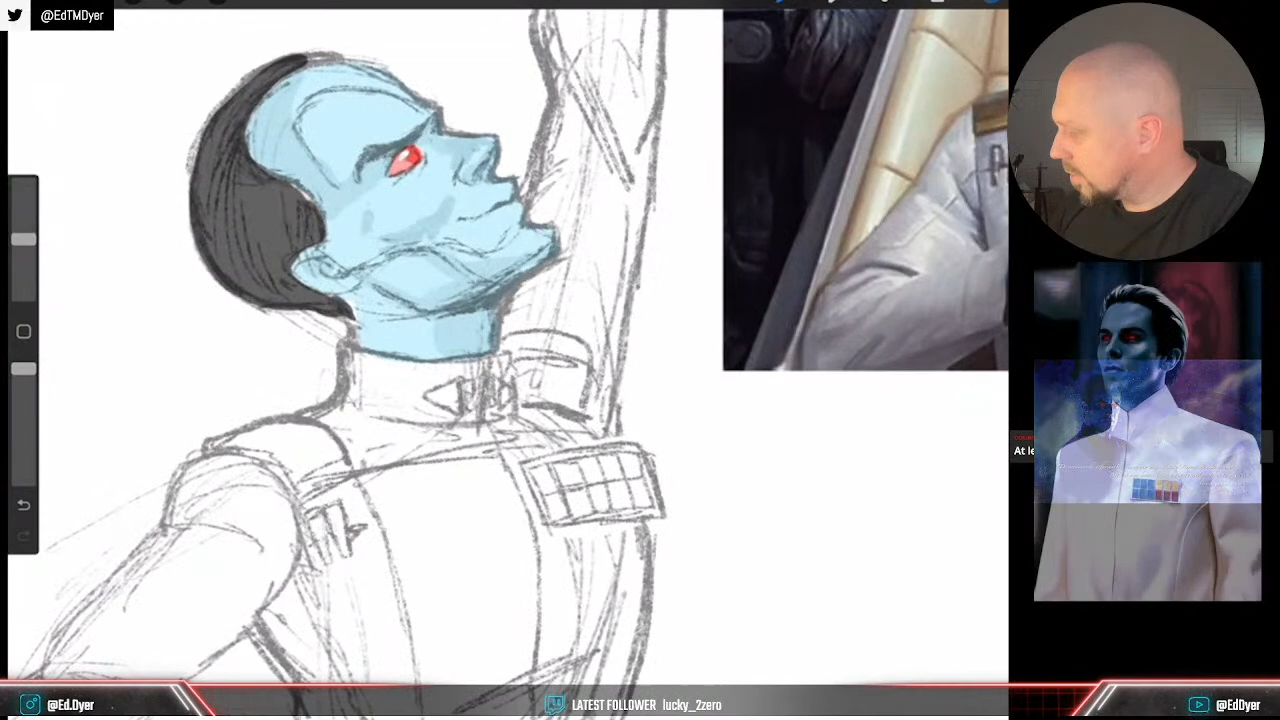 @EdTMDyer
At le
@Ed.Dyer
LATEST FOLLOWER lucky_2zero
@EdDyer